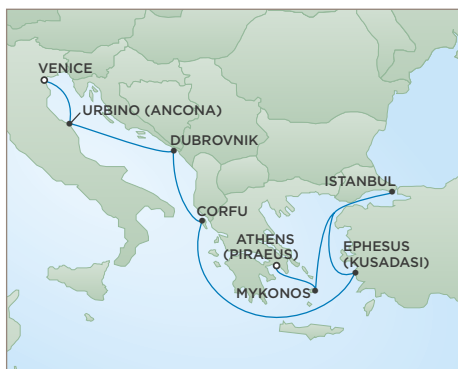 VENICE
URBINO (ANCONA)
DUBROVNIK
ISTANBUL
CORFU
ATHENS
(PIRAEUS)
EPHESUS
(KUSADASI)
MYKONOS